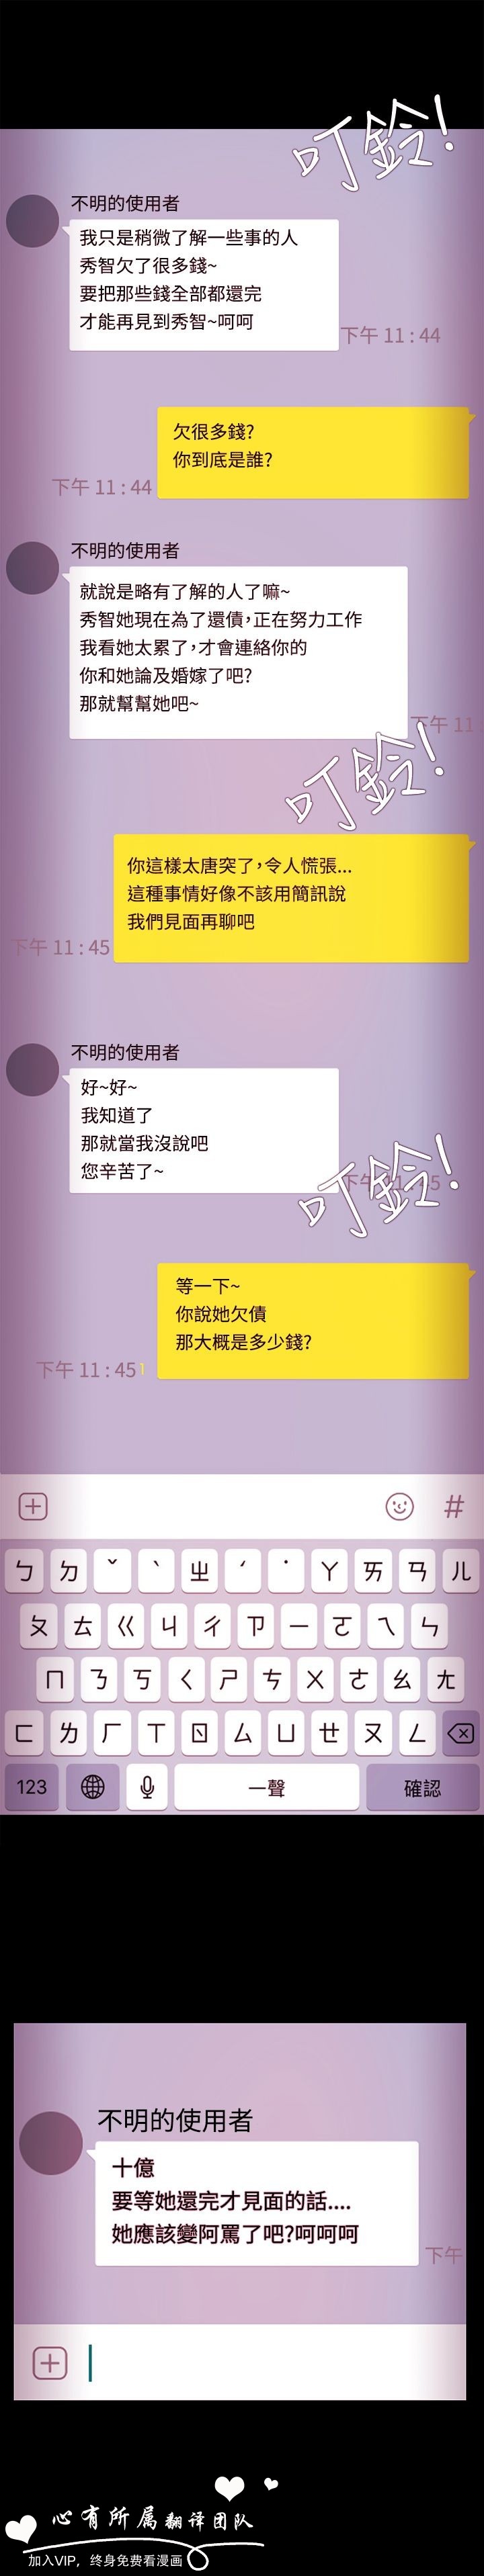 叮鈴!
不明的使用者
我只是稍微了解一些事的人
秀智欠了很多錢~
要把那些錢全部都還完
才能再見到秀智~呵呵
下午 11 : 44
欠很多錢?
你到底是誰?
下午 11 : 44
不明的使用者
就說是略有了解的人了嘛~
秀智她現在為了還債,正在努力工作
我看她太累了,才會連絡你的
你和她論及婚嫁了吧?
那就幫幫她吧~
下午 11
叮鈴!
你這樣太唐突了,令人慌張...
這種事情好像不該用簡訊說
我們見面再聊吧
下午 11 : 45
不明的使用者
好~好~
我知道了
那就當我沒說吧
您辛苦了~
下午 11 : 45
叮鈴!
等一下~
你說她欠債
那大概是多少錢?
下午 11 : 45 1
#
ㄅ ㄉ ˇ ˋ ㄓ ˊ ˙ ㄚ ㄞ ㄢ ㄦ
ㄆ ㄊ ㄍ ㄐ ㄔ ㄗ ㄧ ㄛ ㄟ ㄣ
ㄇ ㄋ ㄎ ㄑ ㄕ ㄘ ㄨ ㄜ ㄠ ㄤ
ㄈ ㄌ ㄏ ㄒ ㄖ ㄙ ㄩ ㄝ ㄡ ㄥ
123 一聲 確認
不明的使用者
十億
要等她還完才見面的話....
她應該變阿罵了吧?呵呵呵
下午
心有所属翻译团队
加入VIP，终身免费看漫画